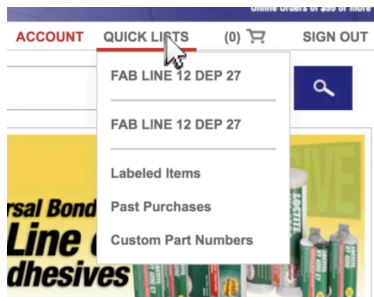 Online Orders of $99 or more
ACCOUNT QUICK LISTS (0) SIGN OUT
FAB LINE 12 DEP 27
FAB LINE 12 DEP 27
Labeled Items
Past Purchases
Custom Part Numbers
rsal Bond
Line
dhesives
LOCTITE